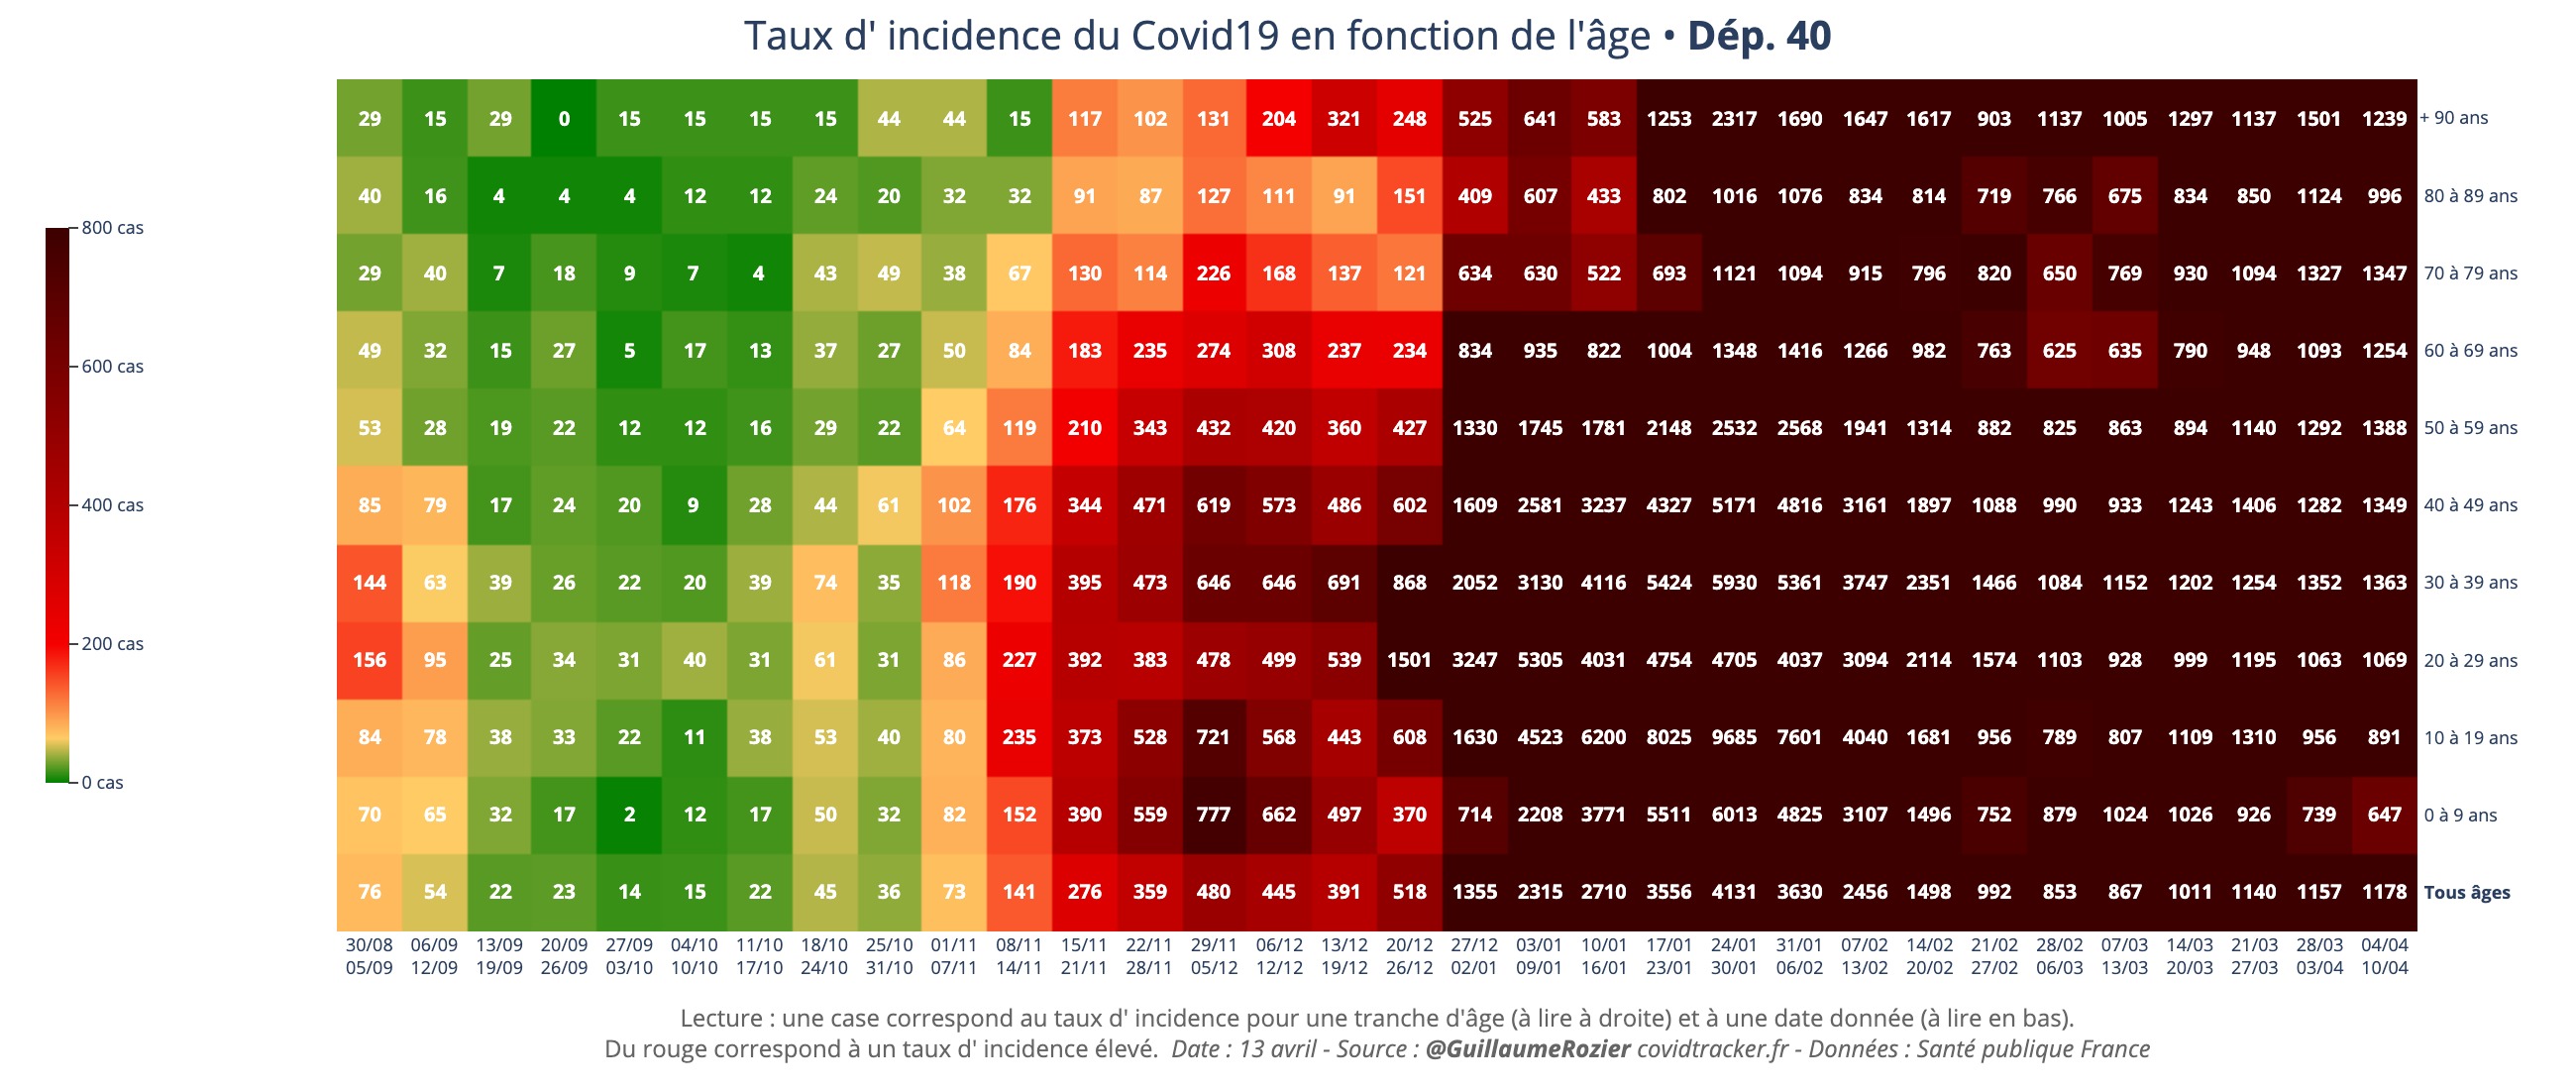 Taux d' incidence du Covid19 en fonction de l'âge • Dép. 40
29 15 29 0 15 15 15 15 44 44 15 117 102 131 204 321 248 525 641 583 1253 2317 1690 1647 1617 903 1137 1005 1297 1137 1501 1239 + 90 ans
40 16 4 4 4 12 12 24 20 32 32 91 87 127 111 91 151 409 607 433 802 1016 1076 834 814 719 766 675 834 850 1124 996 80 à 89 ans
800 cas
29 40 7 18 9 7 4 43 49 38 67 130 114 226 168 137 121 634 630 522 693 1121 1094 915 796 820 650 769 930 1094 1327 1347 70 à 79 ans
49 32 15 27 5 17 13 37 27 50 84 183 235 274 308 237 234 834 935 822 1004 1348 1416 1266 982 763 625 635 790 948 1093 1254 60 à 69 ans
600 cas
53 28 19 22 12 12 16 29 22 64 119 210 343 432 420 360 427 1330 1745 1781 2148 2532 2568 1941 1314 882 825 863 894 1140 1292 1388 50 à 59 ans
400 cas
85 79 17 24 20 9 28 44 61 102 176 344 471 619 573 486 602 1609 2581 3237 4327 5171 4816 3161 1897 1088 990 933 1243 1406 1282 1349 40 à 49 ans
144 63 39 26 22 20 39 74 35 118 190 395 473 646 646 691 868 2052 3130 4116 5424 5930 5361 3747 2351 1466 1084 1152 1202 1254 1352 1363 30 à 39 ans
200 cas
156 95 25 34 31 40 31 61 31 86 227 392 383 478 499 539 1501 3247 5305 4031 4754 4705 4037 3094 2114 1574 1103 928 999 1195 1063 1069 20 à 29 ans
84 78 38 33 22 11 38 53 40 80 235 373 528 721 568 443 608 1630 4523 6200 8025 9685 7601 4040 1681 956 789 807 1109 1310 956 891 10 à 19 ans
0 cas
70 65 32 17 2 12 17 50 32 82 152 390 559 777 662 497 370 714 2208 3771 5511 6013 4825 3107 1496 752 879 1024 1026 926 739 647 0 à 9 ans
76 54 22 23 14 15 22 45 36 73 141 276 359 480 445 391 518 1355 2315 2710 3556 4131 3630 2456 1498 992 853 867 1011 1140 1157 1178 Tous âges
30/08 06/09 13/09 20/09 27/09 04/10 11/10 18/10 25/10 01/11 08/11 15/11 22/11 29/11 06/12 13/12 20/12 27/12 03/01 10/01 17/01 24/01 31/01 07/02 14/02 21/02 28/02 07/03 14/03 21/03 28/03 04/04
05/09 12/09 19/09 26/09 03/10 10/10 17/10 24/10 31/10 07/11 14/11 21/11 28/11 05/12 12/12 19/12 26/12 02/01 09/01 16/01 23/01 30/01 06/02 13/02 20/02 27/02 06/03 13/03 20/03 27/03 03/04 10/04
Lecture : une case correspond au taux d' incidence pour une tranche d'âge (à lire à droite) et à une date donnée (à lire en bas).
Du rouge correspond à un taux d' incidence élevé. Date : 13 avril - Source : @GuillaumeRozier covidtracker.fr - Données : Santé publique France